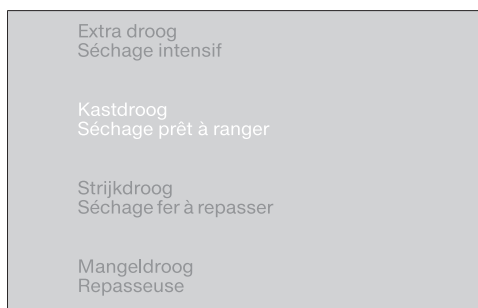 Extra droog
Séchage intensif
Kastdroog
Séchage prêt à ranger
Strijkdroog
Séchage fer à repasser
Mangeldroog
Repasseuse